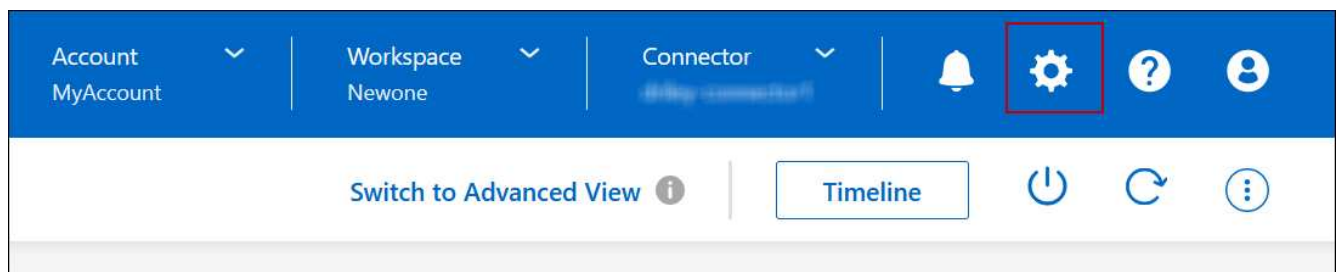 Account
MyAccount
Workspace
Newone
Connector
Switch to Advanced View
Timeline